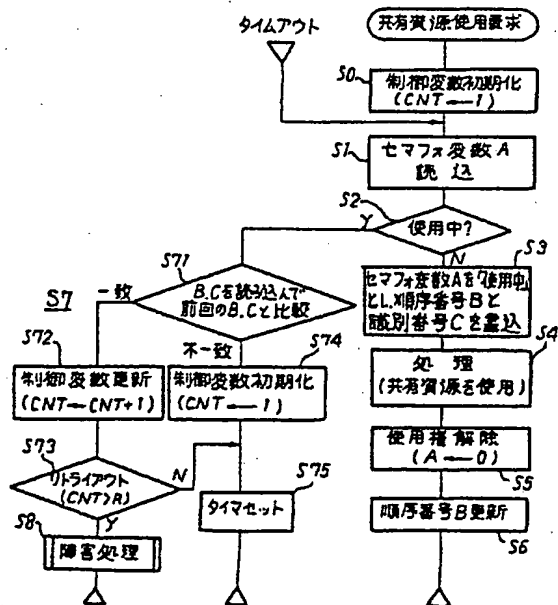 タイムアウト
共有資源使用要求
S0
制御変数初期化
(CNT ← 1)
S1
セマフォ変数A
読込
S2
使用中?
Y
N
S3
セマフォ変数Aを「使用中」
とし、順序番号Bと
識別番号Cを書込
S4
処理
(共有資源を使用)
使用権解除
(A ← 0)
S5
順序番号B更新
S6
S7
S71
B.Cを読み込んで
前回のB.Cと比較
一致
不一致
S72
制御変数更新
(CNT←CNT+1)
S74
制御変数初期化
(CNT ← 1)
S73
リトライアウト
(CNT>R)
N
Y
S75
タイマセット
S8
障害処理